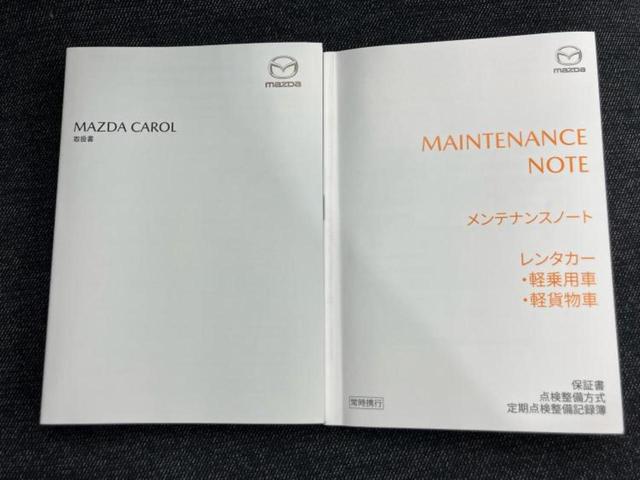 mazda
MAZDA CAROL
取扱書
mazda
MAINTENANCE
NOTE
メンテナンスノート
レンタカー
・軽乗用車
・軽貨物車
常時携行
保証書
点検整備方式
定期点検整備記録簿